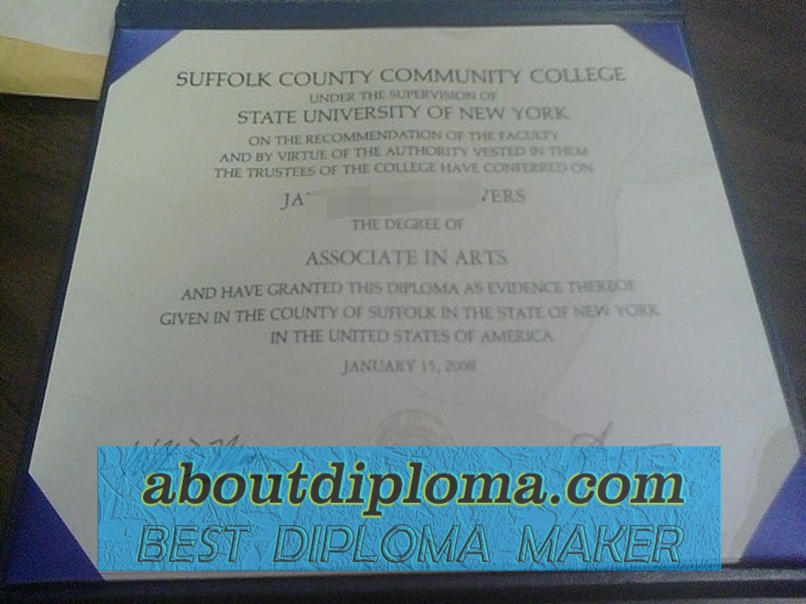 SUFFOLK COUNTY COMMUNITY COLLEGE
UNDER THE SUPERVISION OF
STATE UNIVERSITY OF NEW YORK
ON THE RECOMMENDATION OF THE FACULTY
AND BY VIRTUE OF THE AUTHORITY VESTED IN THEM
THE TRUSTEES OF THE COLLEGE HAVE CONFERRED ON
THE DEGREE OF
ASSOCIATE IN ARTS
AND HAVE GRANTED THIS DIPLOMA AS EVIDENCE THEREOF
GIVEN IN THE COUNTY OF SUFFOLK IN THE STATE OF NEW YORK
IN THE UNITED STATES OF AMERICA
JANUARY 15, 2008
aboutdiploma.com
BEST DIPLOMA MAKER